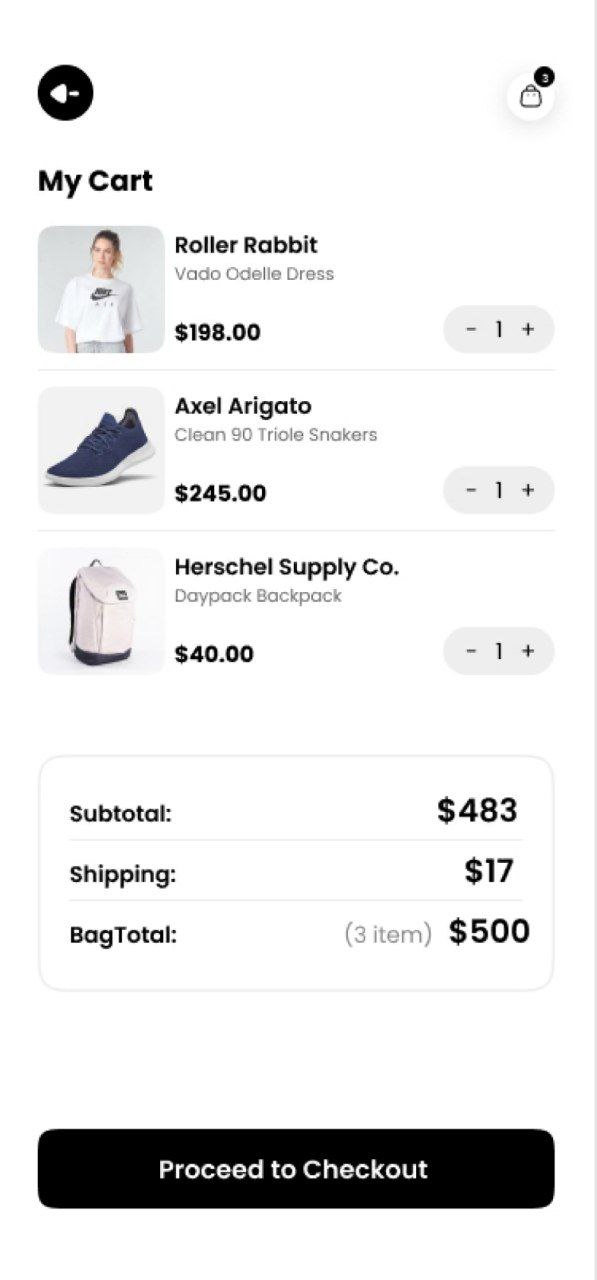 3
My Cart
Roller Rabbit
Vado Odelle Dress
$198.00
- 1 +
Axel Arigato
Clean 90 Triole Snakers
$245.00
- 1 +
Herschel Supply Co.
Daypack Backpack
$40.00
- 1 +
Subtotal: $483
Shipping: $17
BagTotal: (3 item) $500
Proceed to Checkout